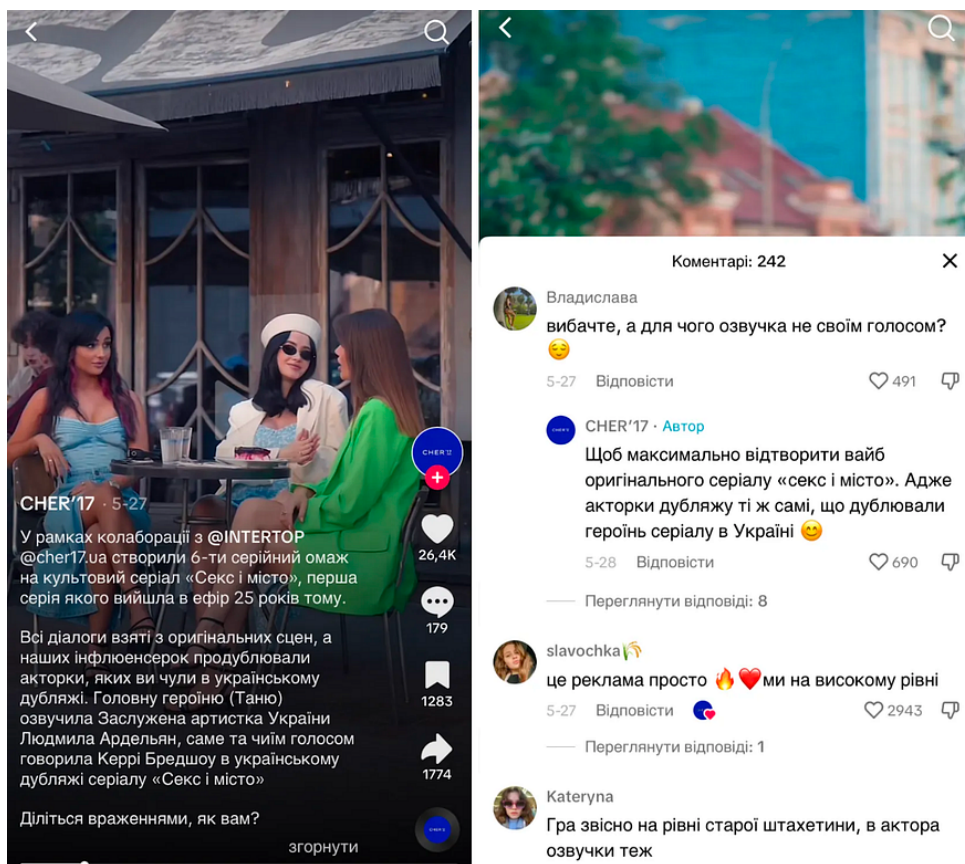 CHER'17 · 5-27
У рамках колаборації з @INTERTOP
@cher17.ua створили 6-ти серійний омаж
на культовий серіал «Секс і місто», перша
серія якого вийшла в ефір 25 років тому.
Всі діалоги взяті з оригінальних сцен, а
наших інфлюенсерок продублювали
акторки, яких ви чули в українському
дубляжі. Головну героїню (Таню)
озвучила Заслужена артистка України
Людмила Ардельян, саме та чиїм голосом
говорила Керрі Бредшоу в українському
дубляжі серіалу «Секс і місто»
Діліться враженнями, як вам?
згорнути
CHER'17
26,4K
179
1283
1774
CHER'17
Коментарі: 242
Владислава
вибачте, а для чого озвучка не своїм голосом?
😌
5-27 Відповісти 491
CHER'17
CHER'17 · Автор
Щоб максимально відтворити вайб
оригінального серіалу «секс і місто». Адже
акторки дубляжу ті ж самі, що дублювали
героїнь серіалу в Україні 😊
5-28 Відповісти 690
Переглянути відповіді: 8
slavochka🌾
це реклама просто 🔥❤️ми на високому рівні
5-27 Відповісти 2943
Переглянути відповіді: 1
Kateryna
Гра звісно на рівні старої штахетини, в актора
озвучки теж